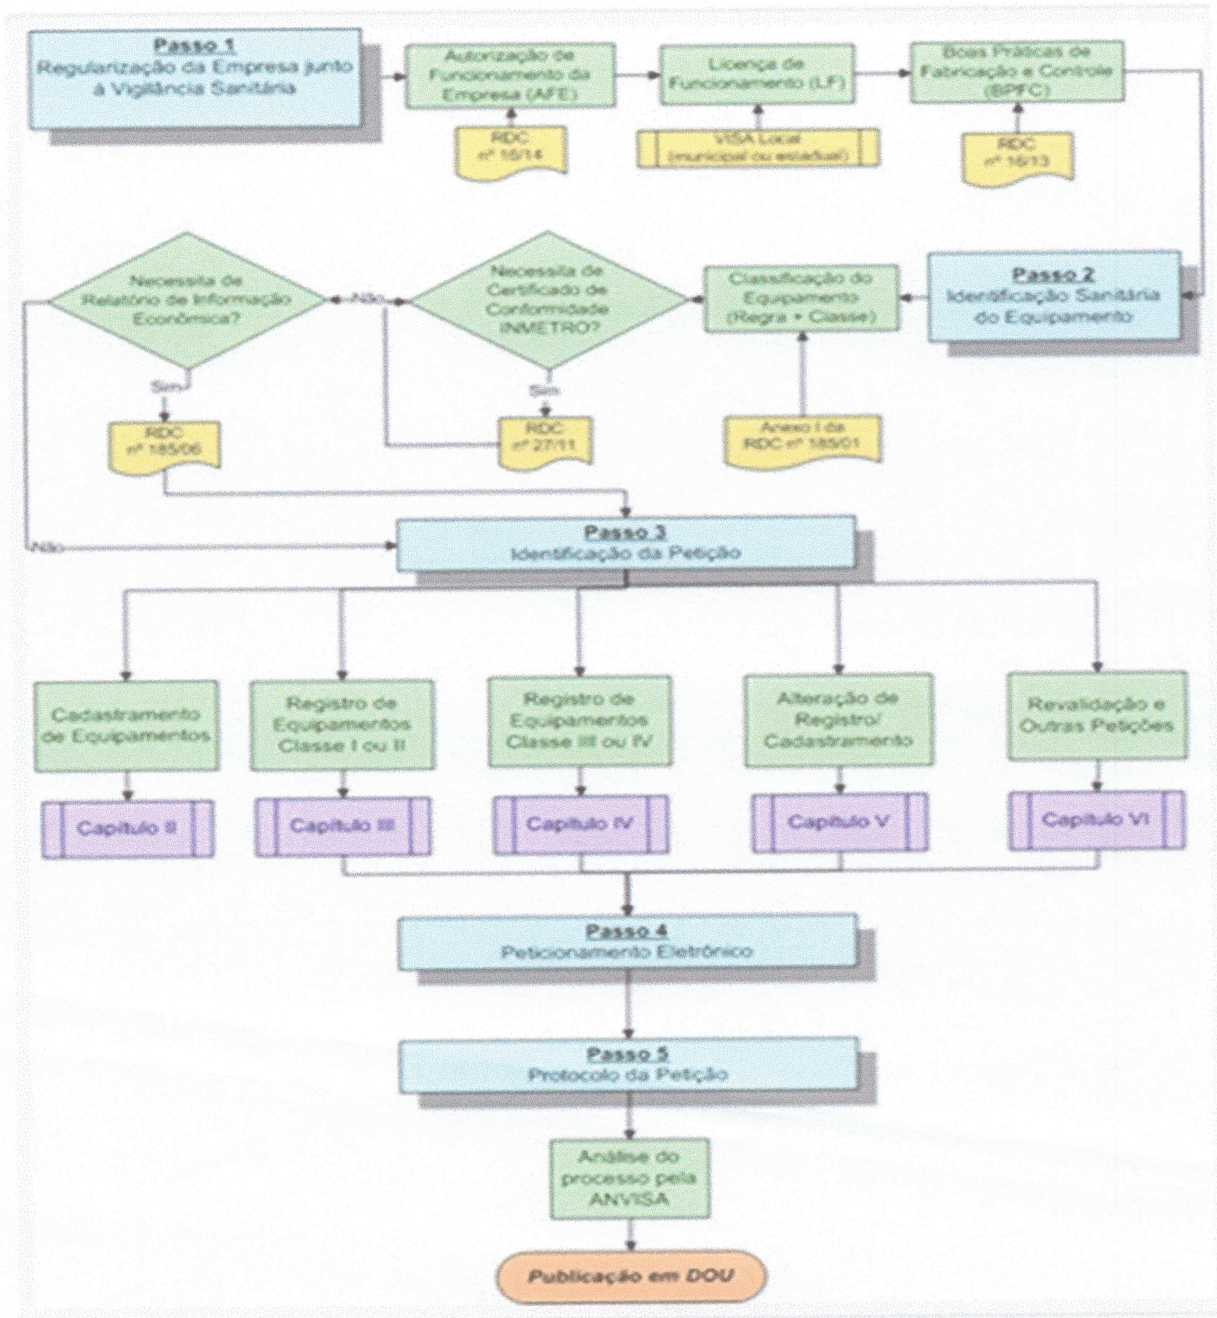 Passo 1
Regularização da Empresa junto
à Vigilância Sanitária
Autorização de
Funcionamento da
Empresa (AFE)
Licença de
Funcionamento (LF)
Boas Práticas de
Fabricação e Controle
(BPFC)
RDC
nº 16/14
VISA Local
(municipal ou estadual)
RDC
nº 16/13
Necessita de
Relatório de Informação
Econômica?
Não
Necessita de
Certificado de
Conformidade
INMETRO?
Classificação do
Equipamento
(Regra + Classe)
Passo 2
Identificação Sanitária
do Equipamento
Sim
Sim
RDC
nº 185/06
RDC
nº 27/11
Anexo I da
RDC nº 185/01
Não
Passo 3
Identificação da Petição
Cadastramento
de Equipamentos
Registro de
Equipamentos
Classe I ou II
Registro de
Equipamentos
Classe III ou IV
Alteração de
Registro/
Cadastramento
Revalidação e
Outras Petições
Capítulo II
Capítulo III
Capítulo IV
Capítulo V
Capítulo VI
Passo 4
Peticionamento Eletrônico
Passo 5
Protocolo da Petição
Análise do
processo pela
ANVISA
Publicação em DOU